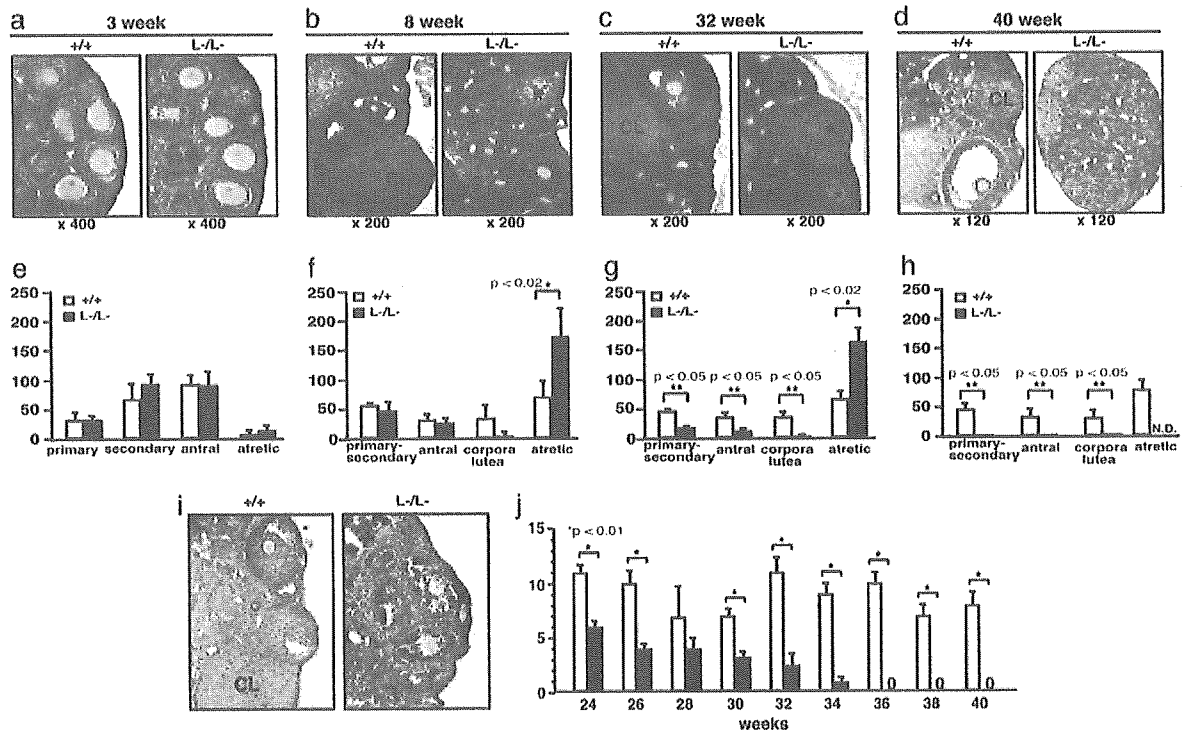 a 3 week
+/+ L-/L-
x 400 x 400
b 8 week
+/+ L-/L-
x 200 x 200
c 32 week
+/+ L-/L-
CL
x 200 x 200
d 40 week
+/+ L-/L-
CL
x 120 x 120
e
250
200
150
100
50
0
+/+
L-/L-
primary secondary antral atretic
f
250
200
150
100
50
0
+/+
L-/L-
p < 0.02
*
primary-secondary antral corpora lutea atretic
g
250
200
150
100
50
0
+/+
L-/L-
p < 0.02
*
p < 0.05 p < 0.05 p < 0.05
** ** **
primary-secondary antral corpora lutea atretic
h
250
200
150
100
50
0
+/+
L-/L-
p < 0.05 p < 0.05 p < 0.05
** ** **
N.D.
primary-secondary antral corpora lutea atretic
i
+/+ L-/L-
CL
j
15
10
5
0
*p < 0.01
* * * * * * * *
0 0 0
24 26 28 30 32 34 36 38 40
weeks